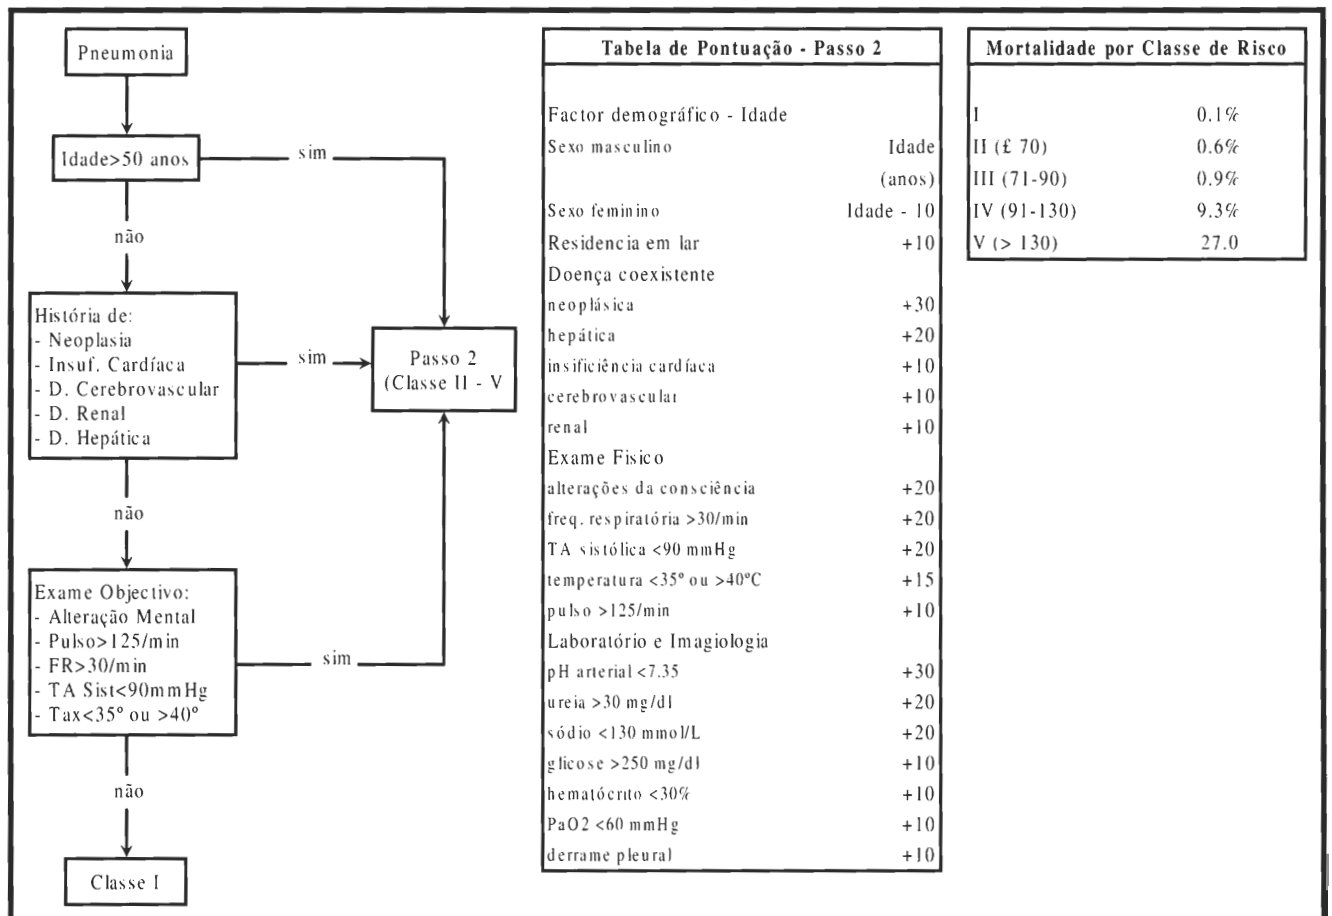 Pneumonia
Idade>50 anos
sim
não
História de:
- Neoplasia
- Insuf. Cardíaca
- D. Cerebrovascular
- D. Renal
- D. Hepática
sim
Passo 2
(Classe II - V
não
Exame Objectivo:
- Alteração Mental
- Pulso>125/min
- FR>30/min
- TA Sist<90mmHg
- Tax<35º ou >40º
sim
não
Classe I
Tabela de Pontuação - Passo 2
Factor demográfico - Idade
Sexo masculino Idade
(anos)
Sexo feminino Idade - 10
Residencia em lar +10
Doença coexistente
neoplásica +30
hepática +20
insificiência cardíaca +10
cerebrovascular +10
renal +10
Exame Fisico
alterações da consciência +20
freq. respiratória >30/min +20
TA sistólica <90 mmHg +20
temperatura <35º ou >40ºC +15
pulso >125/min +10
Laboratório e Imagiologia
pH arterial <7.35 +30
ureia >30 mg/dl +20
sódio <130 mmol/L +20
glicose >250 mg/dl +10
hematócrito <30% +10
PaO2 <60 mmHg +10
derrame pleural +10
Mortalidade por Classe de Risco
I 0.1%
II (£ 70) 0.6%
III (71-90) 0.9%
IV (91-130) 9.3%
V (> 130) 27.0